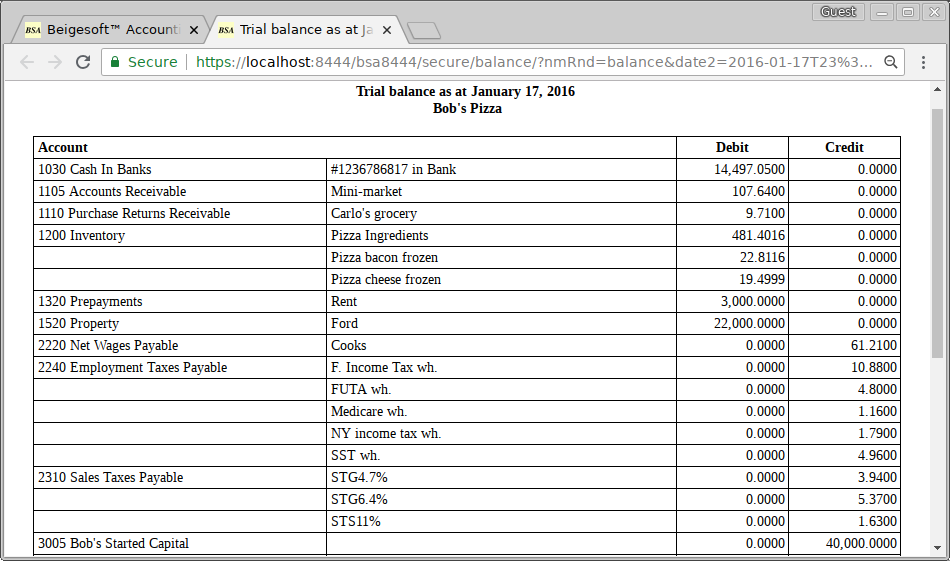 Guest
BSA Beigesoft™ Account
BSA Trial balance as at Ja
Secure https://localhost:8444/bsa8444/secure/balance/?nmRnd=balance&date2=2016-01-17T23%3...
Trial balance as at January 17, 2016
Bob's Pizza
Account Debit Credit
1030 Cash In Banks #1236786817 in Bank 14,497.0500 0.0000
1105 Accounts Receivable Mini-market 107.6400 0.0000
1110 Purchase Returns Receivable Carlo's grocery 9.7100 0.0000
1200 Inventory Pizza Ingredients 481.4016 0.0000
Pizza bacon frozen 22.8116 0.0000
Pizza cheese frozen 19.4999 0.0000
1320 Prepayments Rent 3,000.0000 0.0000
1520 Property Ford 22,000.0000 0.0000
2220 Net Wages Payable Cooks 0.0000 61.2100
2240 Employment Taxes Payable F. Income Tax wh. 0.0000 10.8800
FUTA wh. 0.0000 4.8000
Medicare wh. 0.0000 1.1600
NY income tax wh. 0.0000 1.7900
SST wh. 0.0000 4.9600
2310 Sales Taxes Payable STG4.7% 0.0000 3.9400
STG6.4% 0.0000 5.3700
STS11% 0.0000 1.6300
3005 Bob's Started Capital 0.0000 40,000.0000